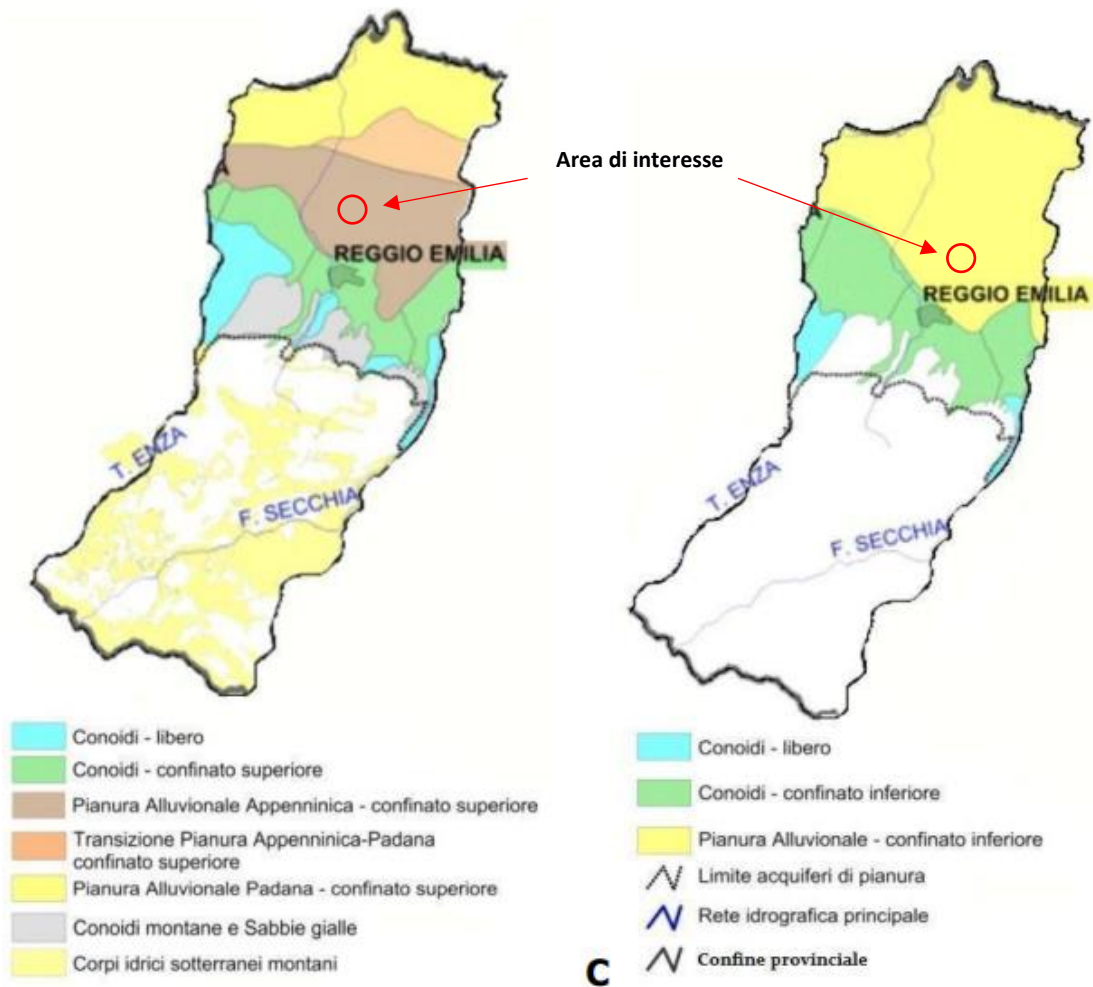 Area di interesse
A
REGGIO EMILIA
T. ENZA
F. SECCHIA
Conoidi - libero
Conoidi - confinato superiore
Pianura Alluvionale Appenninica - confinato superiore
Transizione Pianura Appenninica-Padana
confinato superiore
Pianura Alluvionale Padana - confinato superiore
Conoidi montane e Sabbie gialle
Corpi idrici sotterranei montani
A
REGGIO EMILIA
T. ENZA
F. SECCHIA
Conoidi - libero
Conoidi - confinato inferiore
Pianura Alluvionale - confinato inferiore
Limite acquiferi di pianura
Rete idrografica principale
Confine provinciale
C